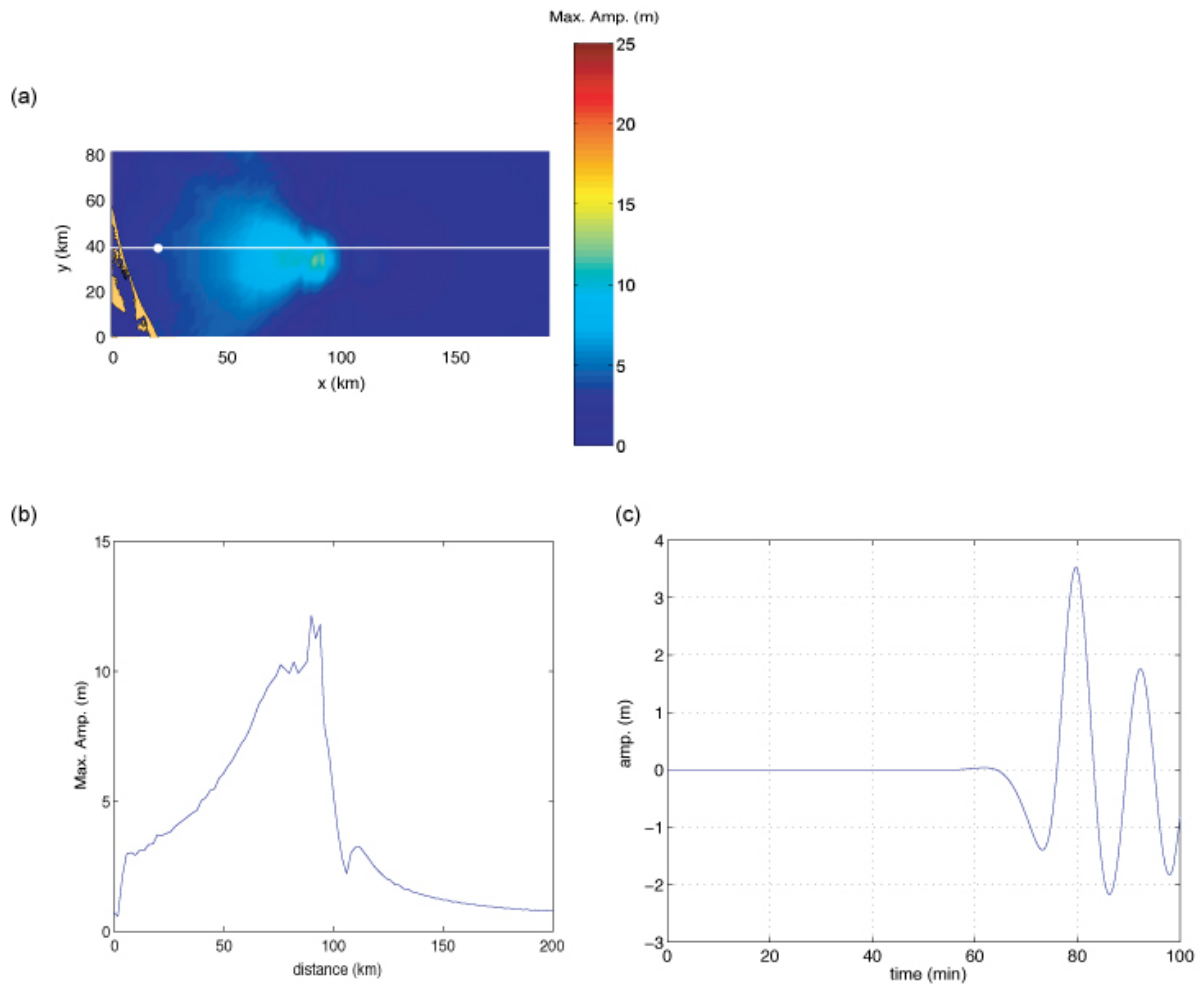 Max. Amp. (m)
(a)
25
20
15
10
5
0
80
60
40
20
0
y (km)
0 50 100 150
x (km)
(b)
15
10
5
0
Max. Amp. (m)
0 50 100 150 200
distance (km)
(c)
4
3
2
1
0
−1
−2
−3
amp. (m)
0 20 40 60 80 100
time (min)